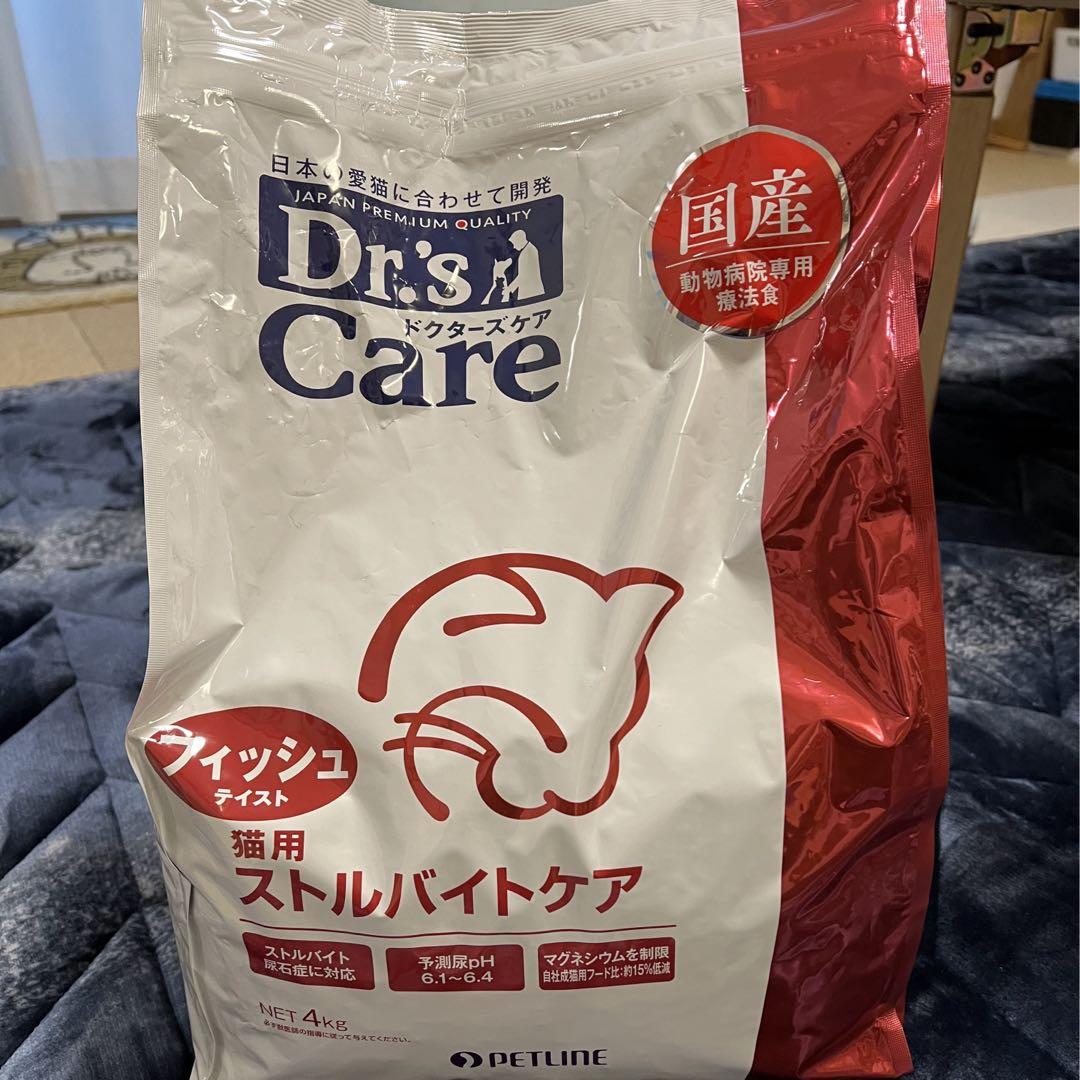 日本の愛猫に合わせて開発
JAPAN PREMIUM QUALITY
Dr.'s
ドクターズケア
Care
国産
動物病院専用
療法食
フィッシュ
テイスト
猫用
ストルバイトケア
ストルバイト
尿石症に対応
予測尿pH
6.1～6.4
マグネシウムを制限
自社成猫用フード比:約15%低減
NET 4kg
必ず獣医師の指導に従って与えてください。
PETLINE